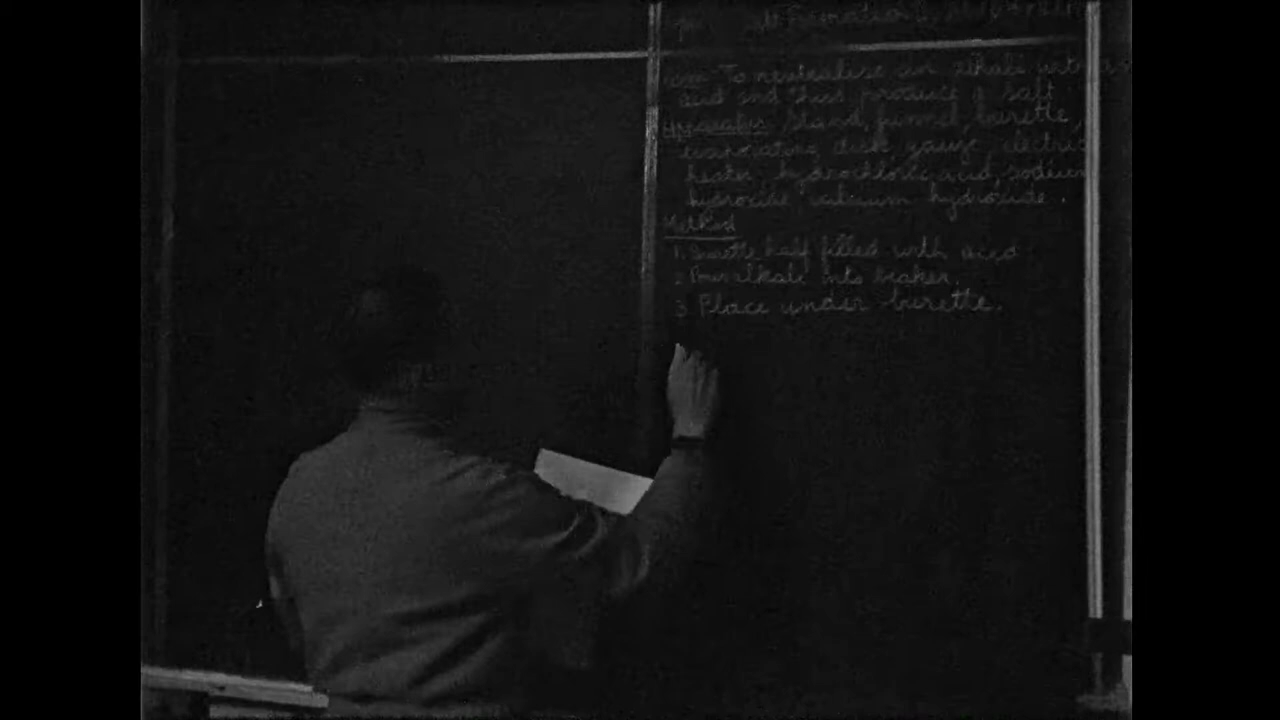 Formation
Aim - To neutralise an alkali with an
acid and thus produce a salt
Apparatus Stand, funnel, burette,
evaporating dish gauze electric
heater, hydrochloric acid, sodium
hydroxide calcium hydroxide.
Method
1. Burette half filled with acid
2. Pour alkali into beaker.
3. Place under burette.